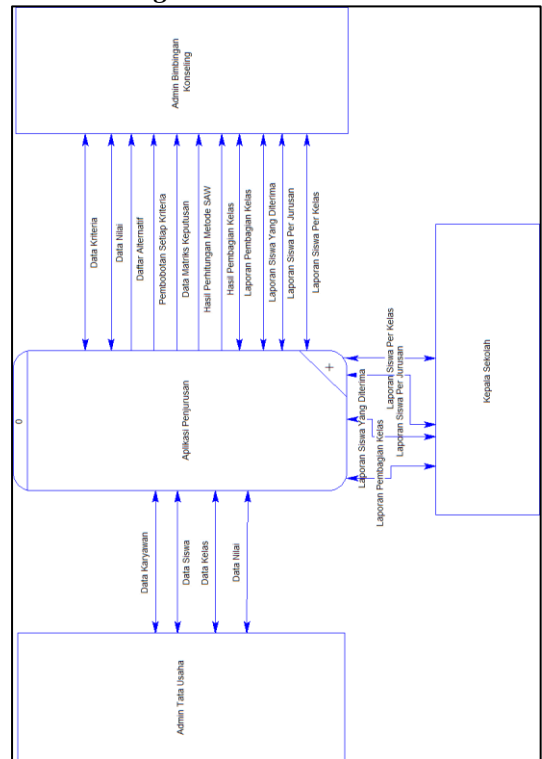 Admin Bimbingan
Konseling
Data Kriteria
Data Nilai
Daftar Alternatif
Pembobotan Setiap Kriteria
Data Matriks Keputusan
Hasil Perhitungan Metode SAW
Hasil Pembagian Kelas
Laporan Pembagian Kelas
Laporan Siswa Yang Diterima
Laporan Siswa Per Jurusan
Laporan Siswa Per Kelas
0
Aplikasi Penjurusan
+
Laporan Siswa Per Kelas
Laporan Siswa Per Jurusan
Laporan Siswa Yang Diterima
Laporan Pembagian Kelas
Kepala Sekolah
Data Karyawan
Data Siswa
Data Kelas
Data Nilai
Admin Tata Usaha